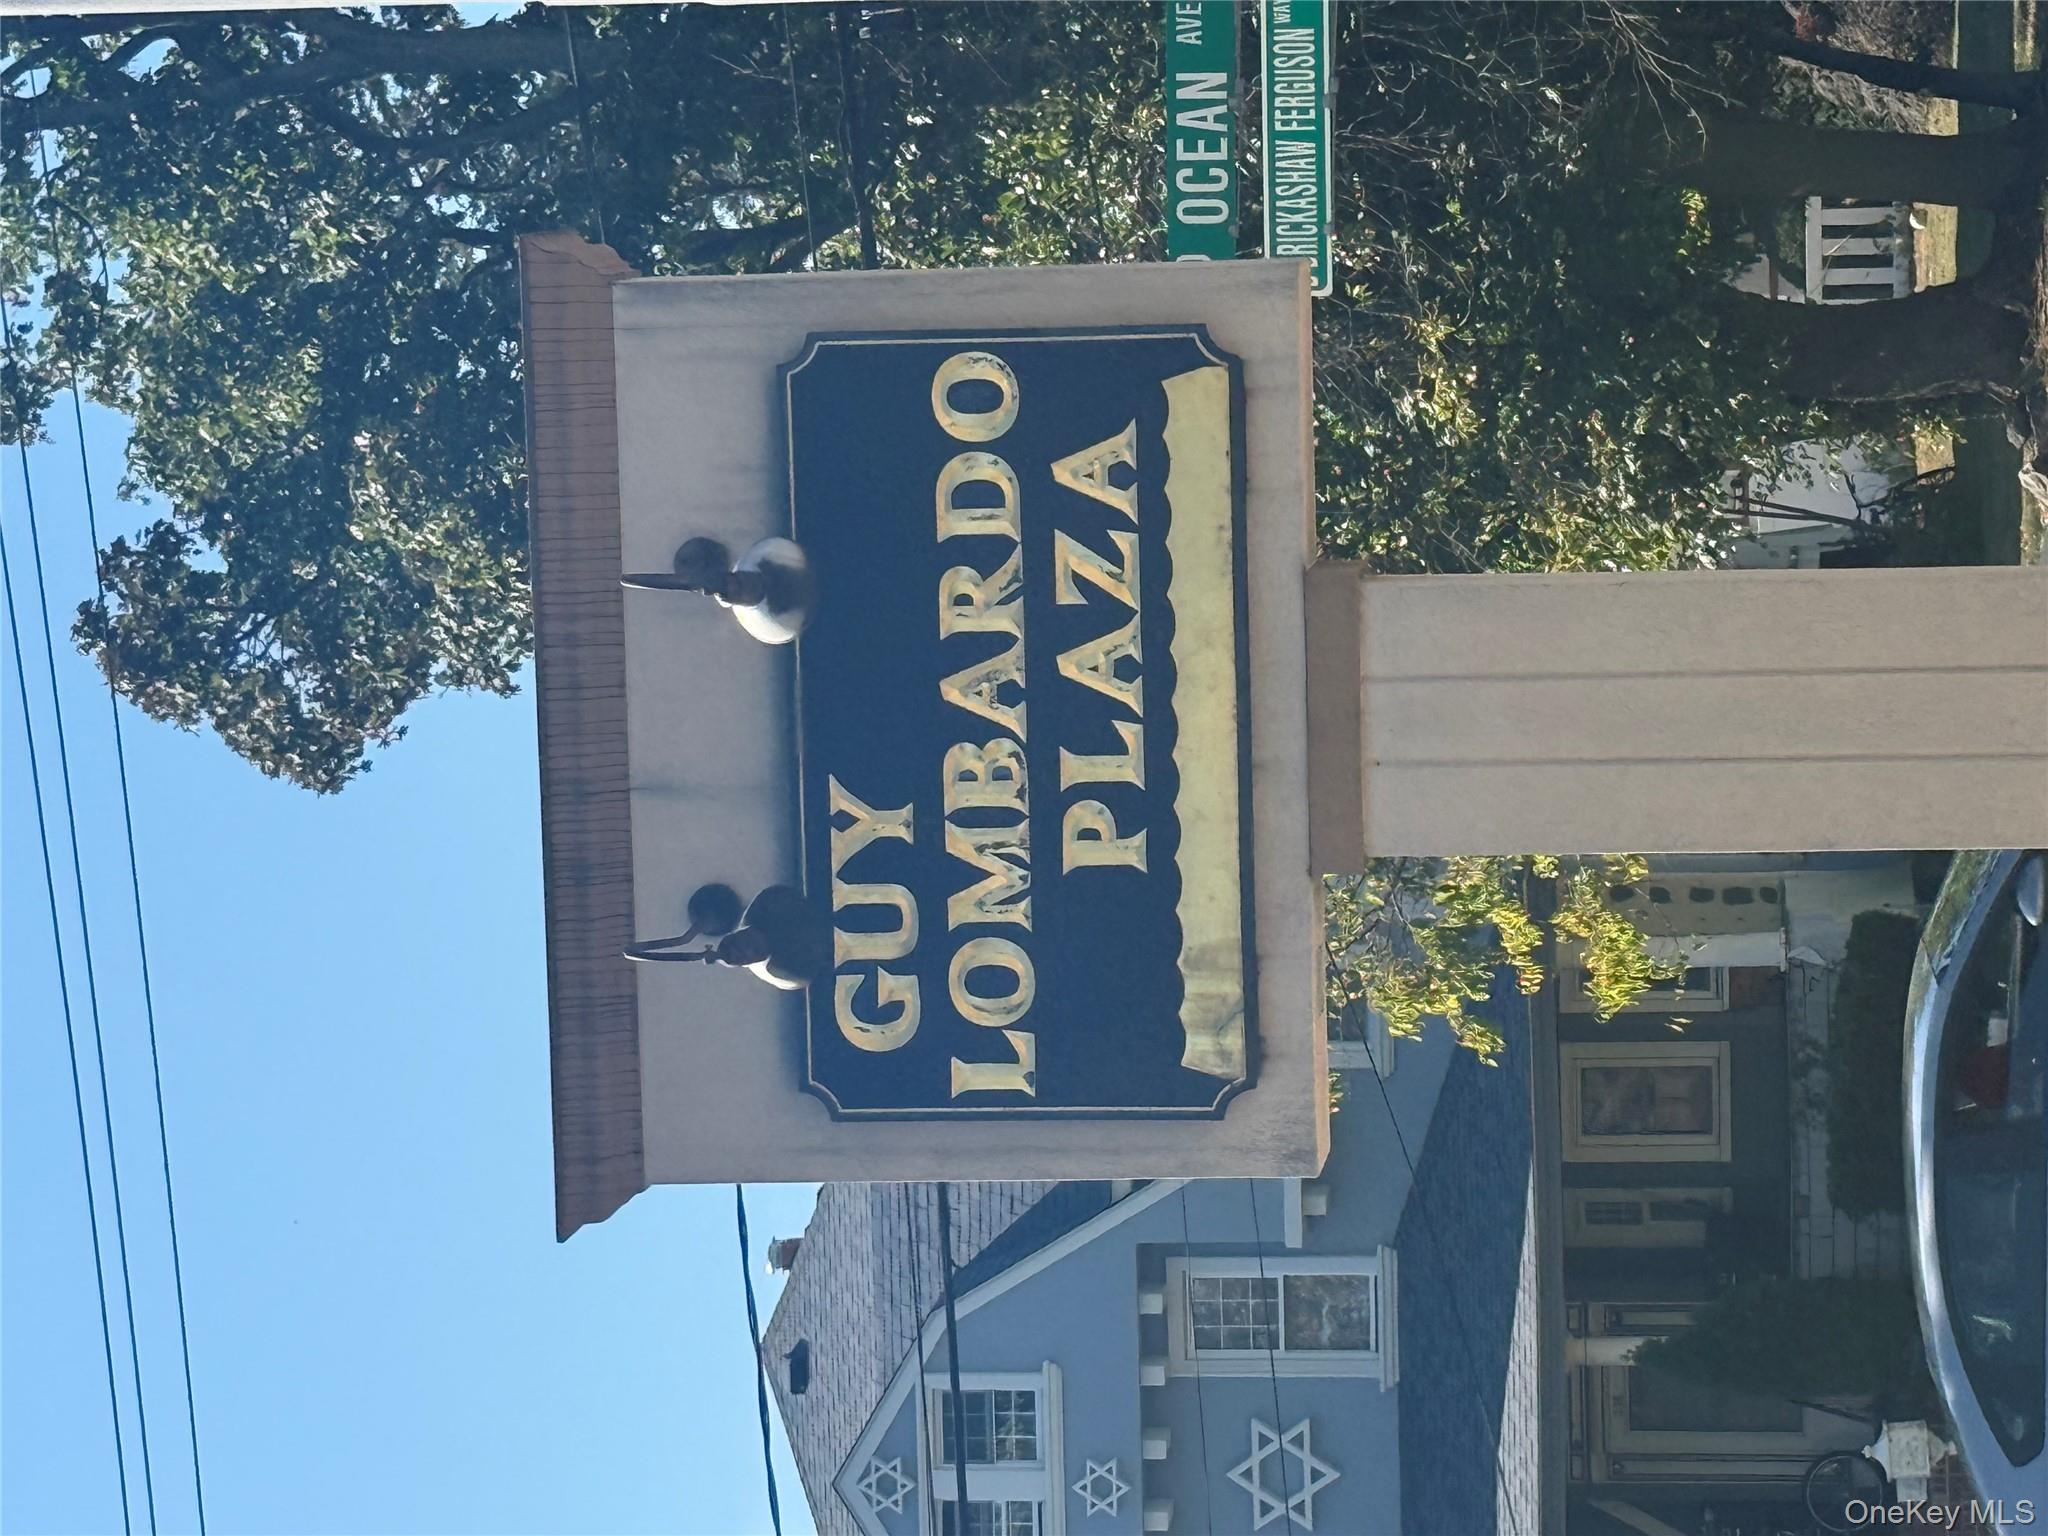 GUY
LOMBARDO
PLAZA
OCEAN AVE
RICKASHAW FERGUSON WAY
OneKey MLS